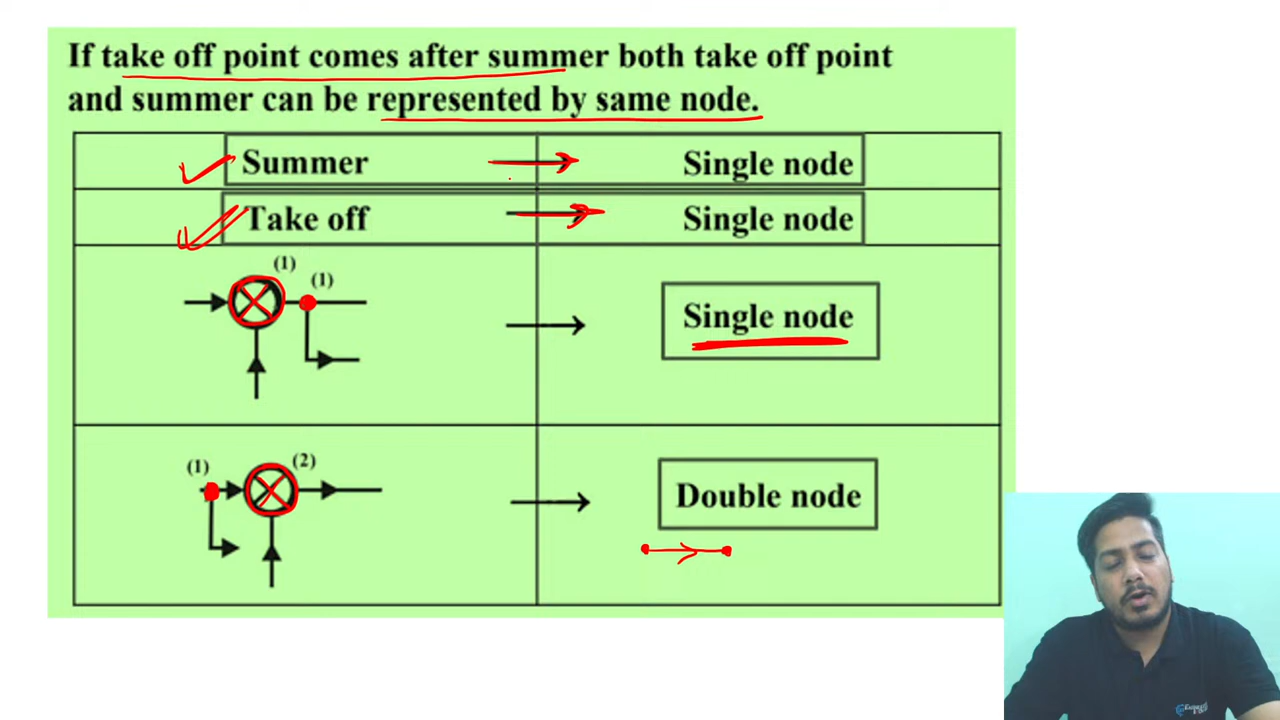 If take off point comes after summer both take off point
and summer can be represented by same node.
Summer → Single node
Take off → Single node
(1)
(1)
→ Single node
(1)
(2)
→ Double node